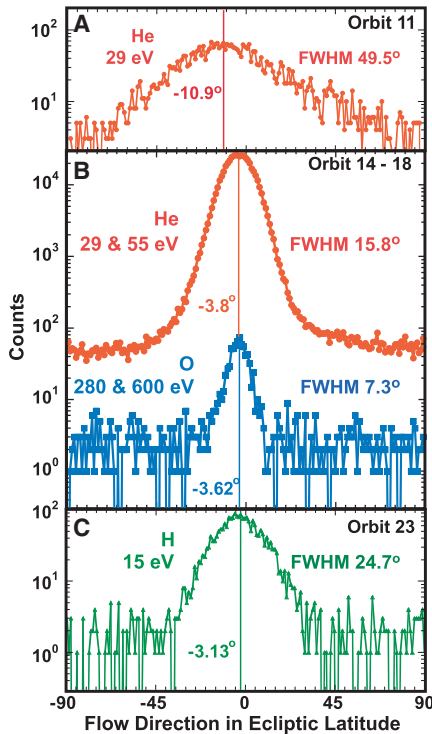 A
Orbit 11
He
29 eV
FWHM 49.5°
-10.9°
10²
10¹
B
Orbit 14 - 18
10⁴
He
29 & 55 eV
FWHM 15.8°
10³
-3.8°
10²
O
280 & 600 eV
FWHM 7.3°
10¹
10⁰
-3.62°
Counts
10²
C
Orbit 23
H
15 eV
FWHM 24.7°
10¹
-3.13°
10⁰
-90 -45 0 45 90
Flow Direction in Ecliptic Latitude